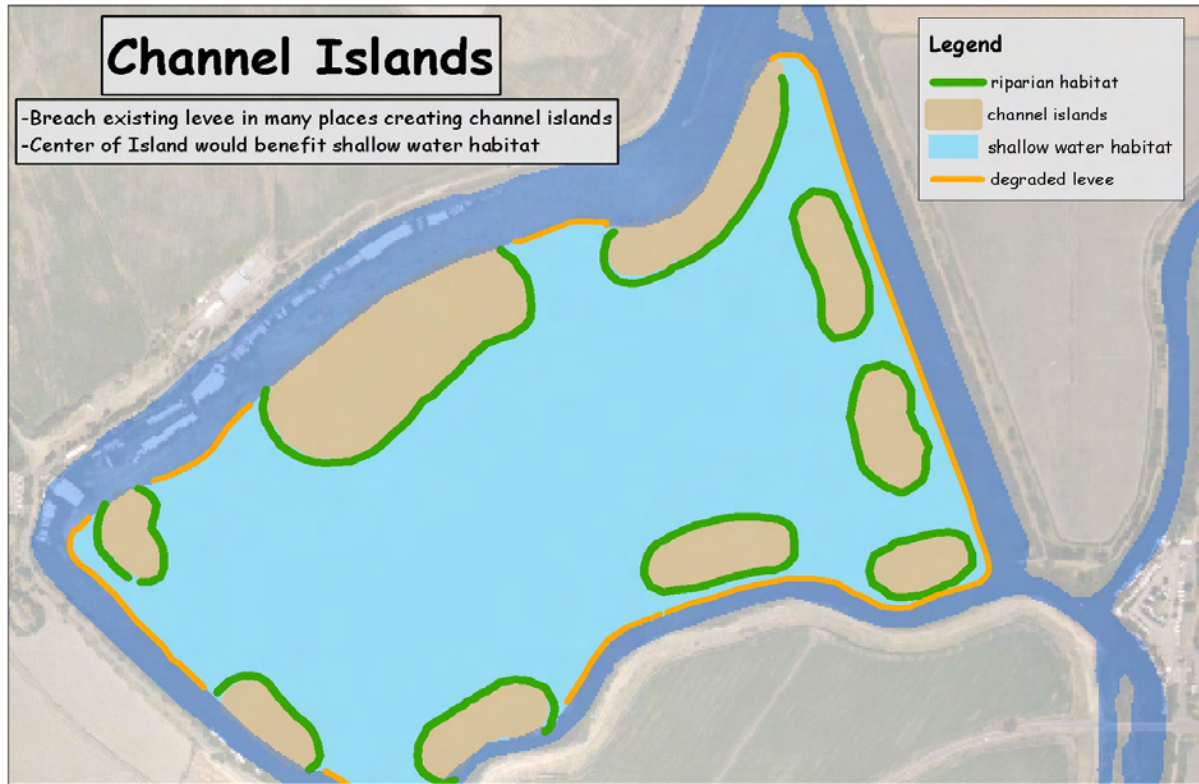 Channel Islands
-Breach existing levee in many places creating channel islands
-Center of Island would benefit shallow water habitat
Legend
riparian habitat
channel islands
shallow water habitat
degraded levee